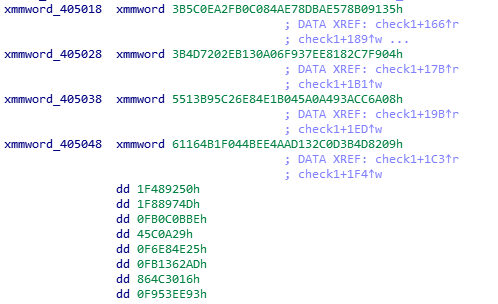 xmmword_405018 xmmword 3B5C0EA2FB0C084AE78DBAE578B09135h
; DATA XREF: check1+166↑r
; check1+189↑w ...
xmmword_405028 xmmword 3B4D7202EB130A06F937EE8182C7F904h
; DATA XREF: check1+17B↑r
; check1+1B1↑w
xmmword_405038 xmmword 5513B95C26E84E1B045A0A493ACC6A08h
; DATA XREF: check1+19B↑r
; check1+1ED↑w
xmmword_405048 xmmword 61164B1F044BEE4AAD132C0D3B4D8209h
; DATA XREF: check1+1C3↑r
; check1+1F4↑w
dd 1F489250h
dd 1F88974Dh
dd 0FB0C0BBEh
dd 45C0A29h
dd 0F6E84E25h
dd 0FB1362ADh
dd 864C3016h
dd 0F953EE93h